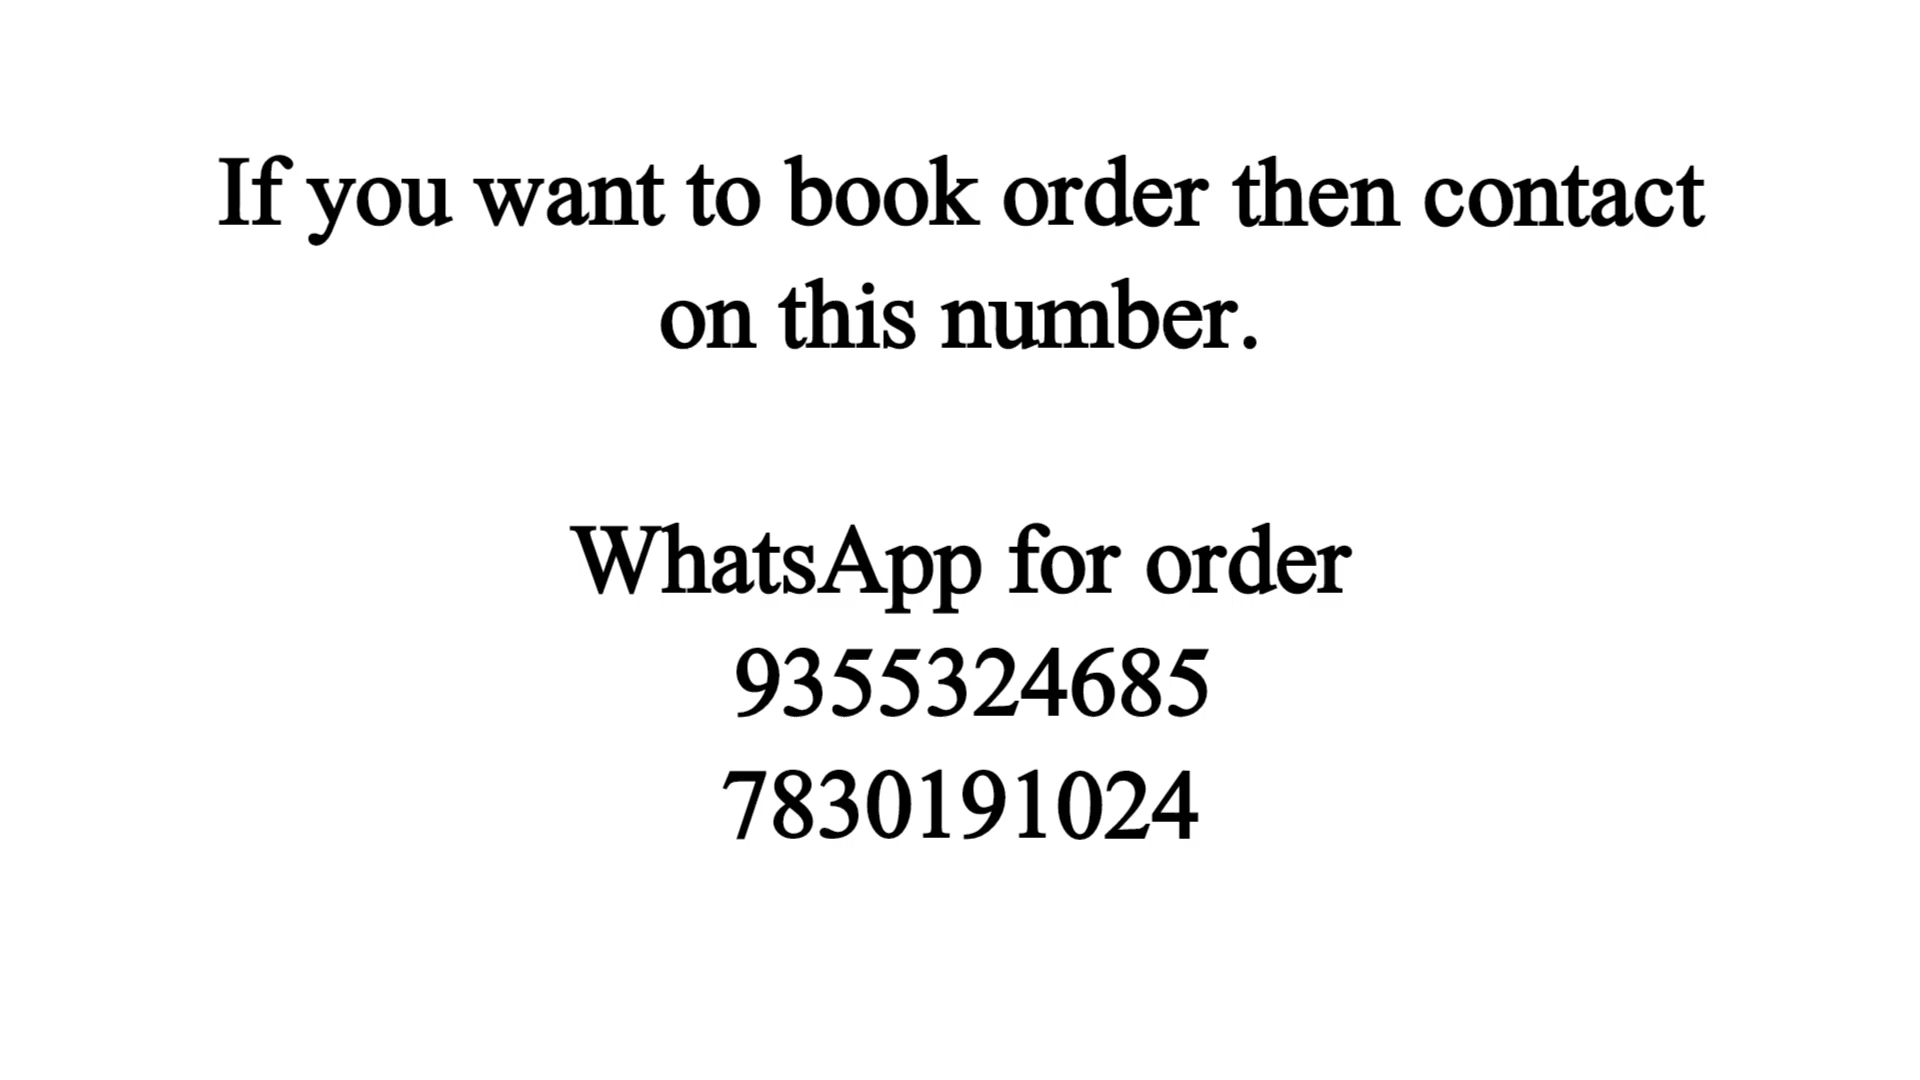 If you want to book order then contact
on this number.
WhatsApp for order
9355324685
7830191024